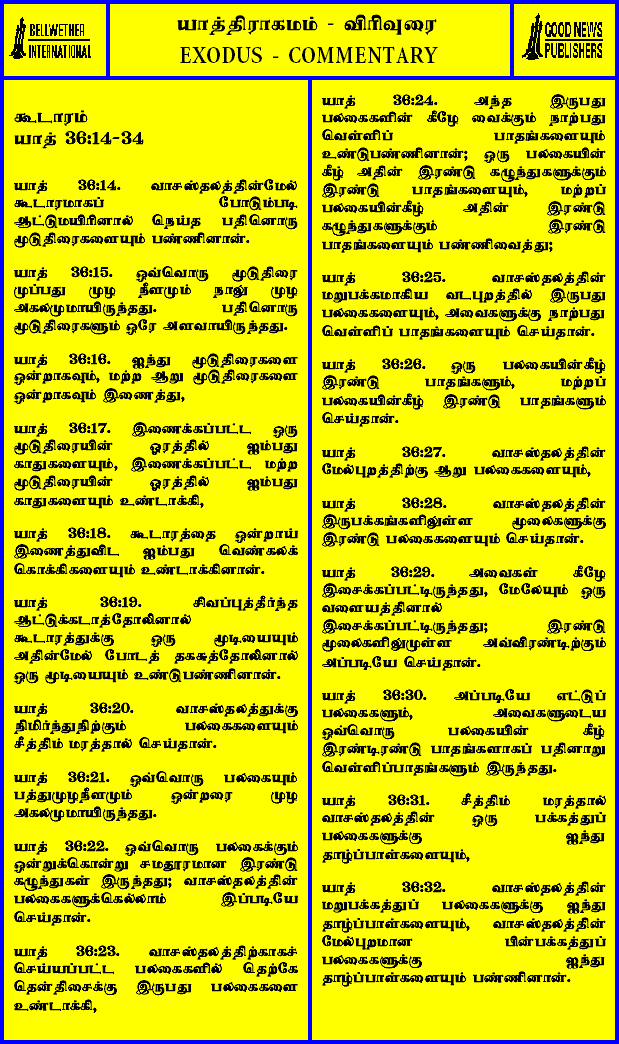 BELLWETHER
INTERNATIONAL
யாத்திராகமம் - விரிவுரை
EXODUS - COMMENTARY
GOOD NEWS
PUBLISHERS
கூடாரம்
யாத் 36:14-34
யாத் 36:14. வாசஸ்தலத்தின்மேல்
கூடாரமாகப் போடும்படி
ஆட்டுமயிரினால் நெய்த பதினொரு
மூடுதிரைகளையும் பண்ணினான்.
யாத் 36:15. ஒவ்வொரு மூடுதிரை
முப்பது முழ நீளமும் நாலு முழ
அகலமுமாயிருந்தது. பதினொரு
மூடுதிரைகளும் ஒரே அளவாயிருந்தது.
யாத் 36:16. ஐந்து மூடுதிரைகளை
ஒன்றாகவும், மற்ற ஆறு மூடுதிரைகளை
ஒன்றாகவும் இணைத்து,
யாத் 36:17. இணைக்கப்பட்ட ஒரு
மூடுதிரையின் ஓரத்தில் ஐம்பது
காதுகளையும், இணைக்கப்பட்ட மற்ற
மூடுதிரையின் ஓரத்தில் ஐம்பது
காதுகளையும் உண்டாக்கி,
யாத் 36:18. கூடாரத்தை ஒன்றாய்
இணைத்துவிட ஐம்பது வெண்கலக்
கொக்கிகளையும் உண்டாக்கினான்.
யாத் 36:19. சிவப்புத்தீர்ந்த
ஆட்டுக்கடாத்தோலினால்
கூடாரத்துக்கு ஒரு மூடியையும்
அதின்மேல் போடத் தகசுத்தோலினால்
ஒரு மூடியையும் உண்டுபண்ணினான்.
யாத் 36:20. வாசஸ்தலத்துக்கு
நிமிர்ந்துநிற்கும் பலகைகளையும்
சீத்திம் மரத்தால் செய்தான்.
யாத் 36:21. ஒவ்வொரு பலகையும்
பத்துமுழநீளமும் ஒன்றரை முழ
அகலமுமாயிருந்தது.
யாத் 36:22. ஒவ்வொரு பலகைக்கும்
ஒன்றுக்கொன்று சமதூரமான இரண்டு
கழுந்துகள் இருந்தது; வாசஸ்தலத்தின்
பலகைகளுக்கெல்லாம் இப்படியே
செய்தான்.
யாத் 36:23. வாசஸ்தலத்திற்காகச்
செய்யப்பட்ட பலகைகளில் தெற்கே
தென்திசைக்கு இருபது பலகைகளை
உண்டாக்கி,
யாத் 36:24. அந்த இருபது
பலகைகளின் கீழே வைக்கும் நாற்பது
வெள்ளிப் பாதங்களையும்
உண்டுபண்ணினான்; ஒரு பலகையின்
கீழ் அதின் இரண்டு கழுந்துகளுக்கும்
இரண்டு பாதங்களையும், மற்றப்
பலகையின்கீழ் அதின் இரண்டு
கழுந்துகளுக்கும் இரண்டு
பாதங்களையும் பண்ணிவைத்து;
யாத் 36:25. வாசஸ்தலத்தின்
மறுபக்கமாகிய வடபுறத்தில் இருபது
பலகைகளையும், அவைகளுக்கு நாற்பது
வெள்ளிப் பாதங்களையும் செய்தான்.
யாத் 36:26. ஒரு பலகையின்கீழ்
இரண்டு பாதங்களும், மற்றப்
பலகையின்கீழ் இரண்டு பாதங்களும்
செய்தான்.
யாத் 36:27. வாசஸ்தலத்தின்
மேல்புறத்திற்கு ஆறு பலகைகளையும்,
யாத் 36:28. வாசஸ்தலத்தின்
இருபக்கங்களிலுள்ள மூலைகளுக்கு
இரண்டு பலகைகளையும் செய்தான்.
யாத் 36:29. அவைகள் கீழே
இசைக்கப்பட்டிருந்தது, மேலேயும் ஒரு
வளையத்தினால்
இசைக்கப்பட்டிருந்தது; இரண்டு
மூலைகளிலுமுள்ள அவ்விரண்டிற்கும்
அப்படியே செய்தான்.
யாத் 36:30. அப்படியே எட்டுப்
பலகைகளும், அவைகளுடைய
ஒவ்வொரு பலகையின் கீழ்
இரண்டிரண்டு பாதங்களாகப் பதினாறு
வெள்ளிப்பாதங்களும் இருந்தது.
யாத் 36:31. சீத்திம் மரத்தால்
வாசஸ்தலத்தின் ஒரு பக்கத்துப்
பலகைகளுக்கு ஐந்து
தாழ்ப்பாள்களையும்,
யாத் 36:32. வாசஸ்தலத்தின்
மறுபக்கத்துப் பலகைகளுக்கு ஐந்து
தாழ்ப்பாள்களையும், வாசஸ்தலத்தின்
மேல்புறமான பின்பக்கத்துப்
பலகைகளுக்கு ஐந்து
தாழ்ப்பாள்களையும் பண்ணினான்.